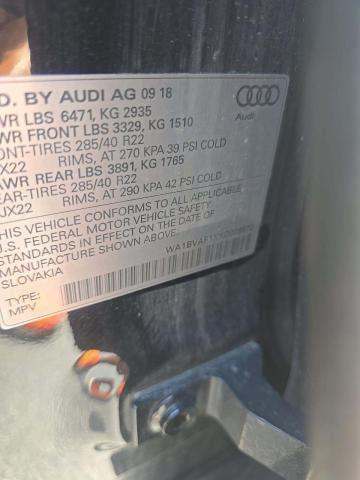 D. BY AUDI AG 09 18
WR LBS 6471, KG 2935
WR FRONT LBS 3329, KG 1510
ONT-TIRES 285/40 R22
X22 RIMS, AT 270 KPA 39 PSI COLD
AWR REAR LBS 3891, KG 1765
EAR-TIRES 285/40 R22
JX22 RIMS, AT 290 KPA 42 PSI COLD
Audi
THIS VEHICLE CONFORMS TO ALL APPLICABLE
U.S. FEDERAL MOTOR VEHICLE SAFETY
STANDARDS IN EFFECT ON THE DATE OF
MANUFACTURE SHOWN ABOVE.
SLOVAKIA
TYPE:
MPV